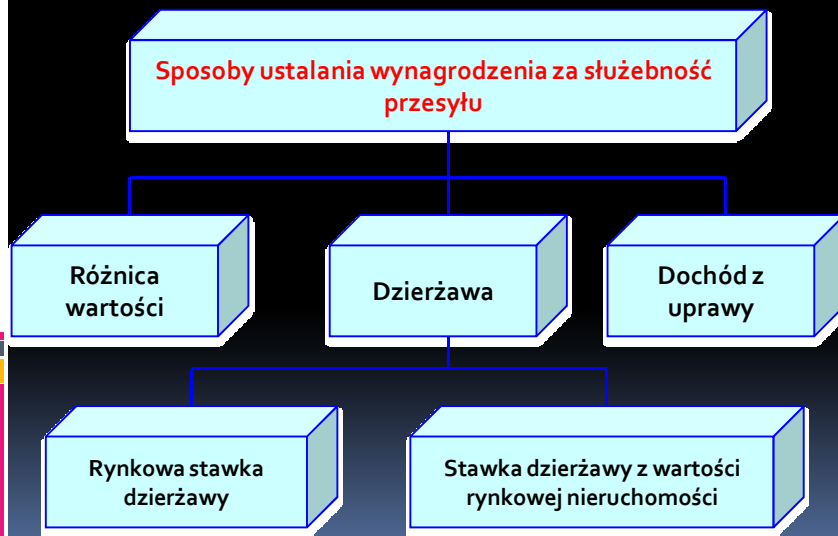 Sposoby ustalania wynagrodzenia za służebność
przesyłu
Różnica
wartości
Dzierżawa
Dochód z
uprawy
Rynkowa stawka
dzierżawy
Stawka dzierżawy z wartości
rynkowej nieruchomości